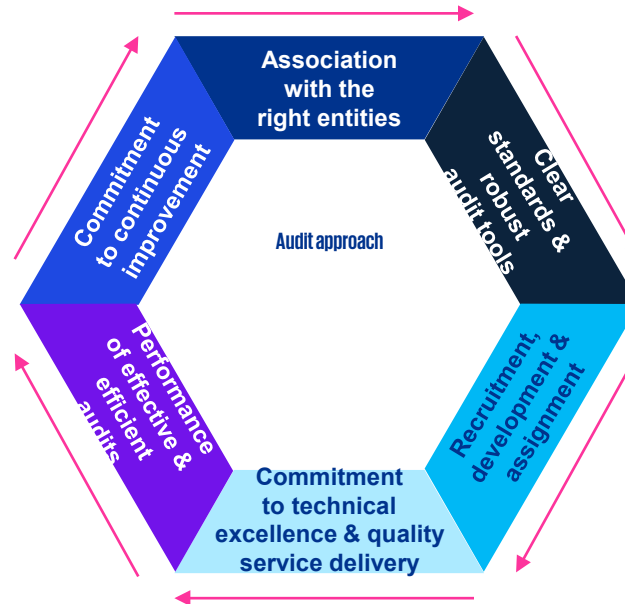 Association
with the
right entities
Clear
standards &
robust
audit tools
Recruitment,
development &
assignment
Commitment
to technical
excellence & quality
service delivery
Performance
of effective &
efficient
audits
Commitment
to continuous
improvement
Audit approach